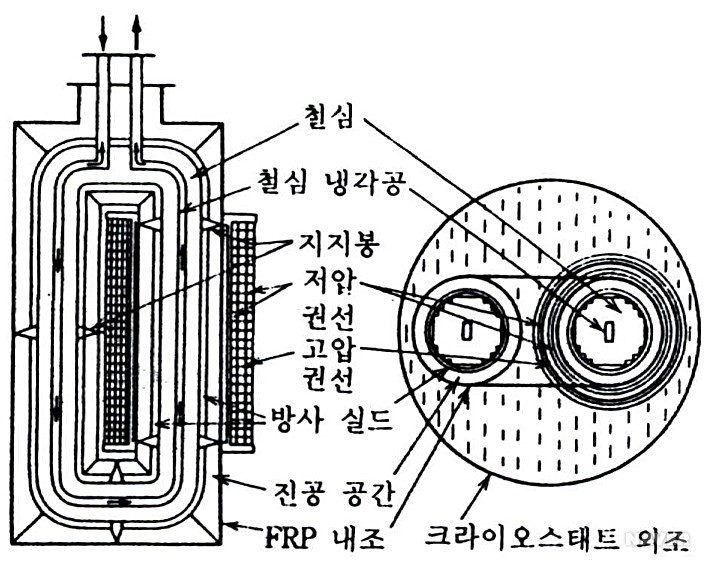 철심
철심 냉각공
지지봉
저압
권선
고압
권선
방사 실드
진공 공간
FRP 내조
크라이오스태트 외조